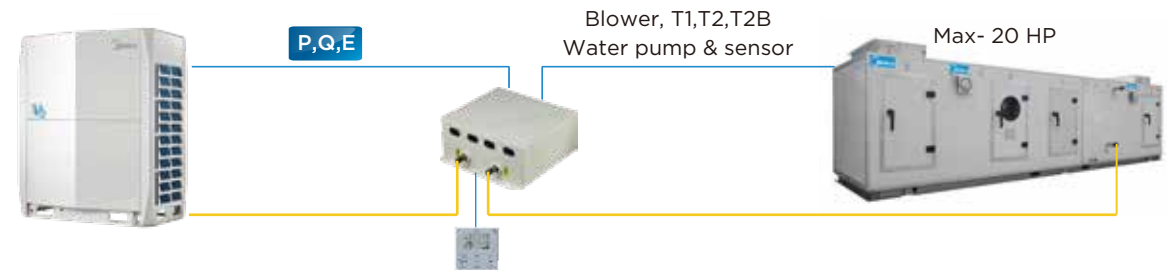 Blower, T1,T2,T2B
P,Q,E
Water pump & sensor
Max- 20 HP